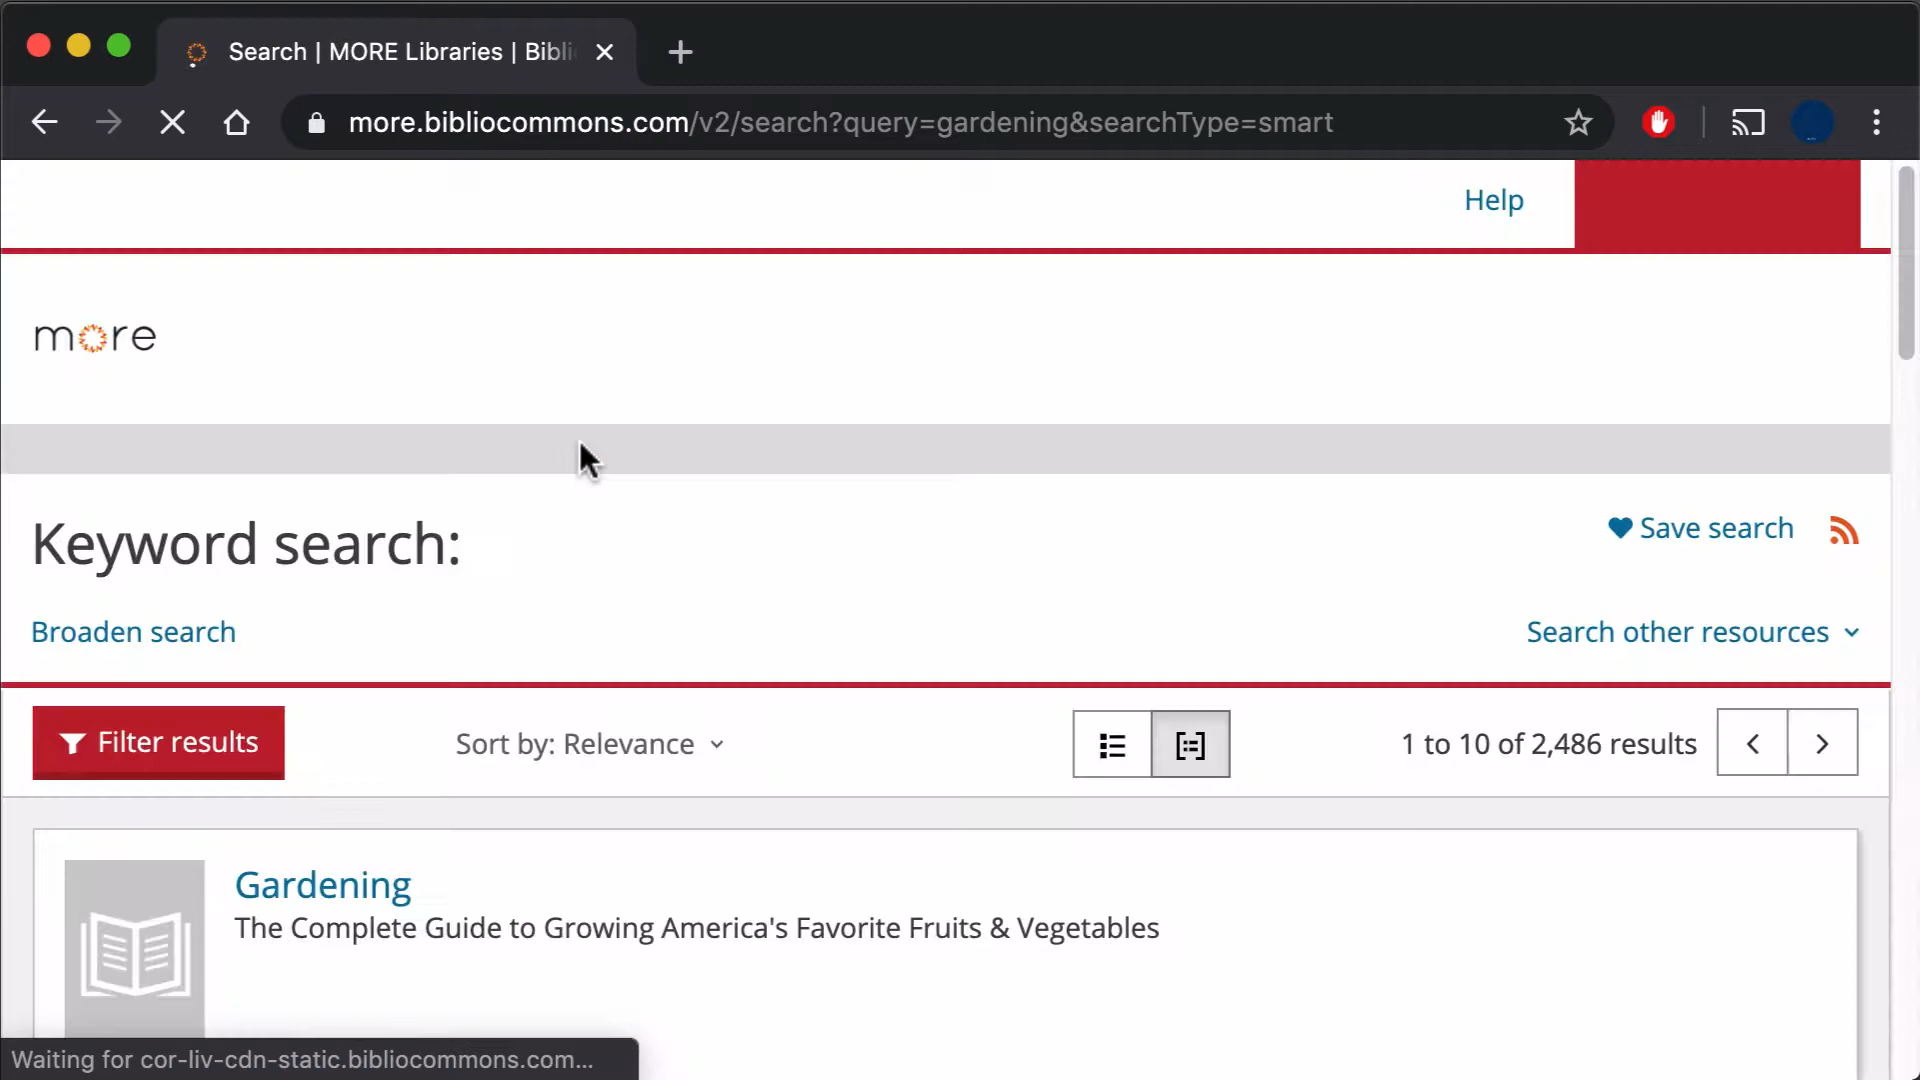 Search | MORE Libraries | Bibli
more.bibliocommons.com/v2/search?query=gardening&searchType=smart
Help
more
Keyword search:
Save search
Broaden search
Search other resources
Filter results
Sort by: Relevance
1 to 10 of 2,486 results
Gardening
The Complete Guide to Growing America's Favorite Fruits & Vegetables
Waiting for cor-liv-cdn-static.bibliocommons.com...